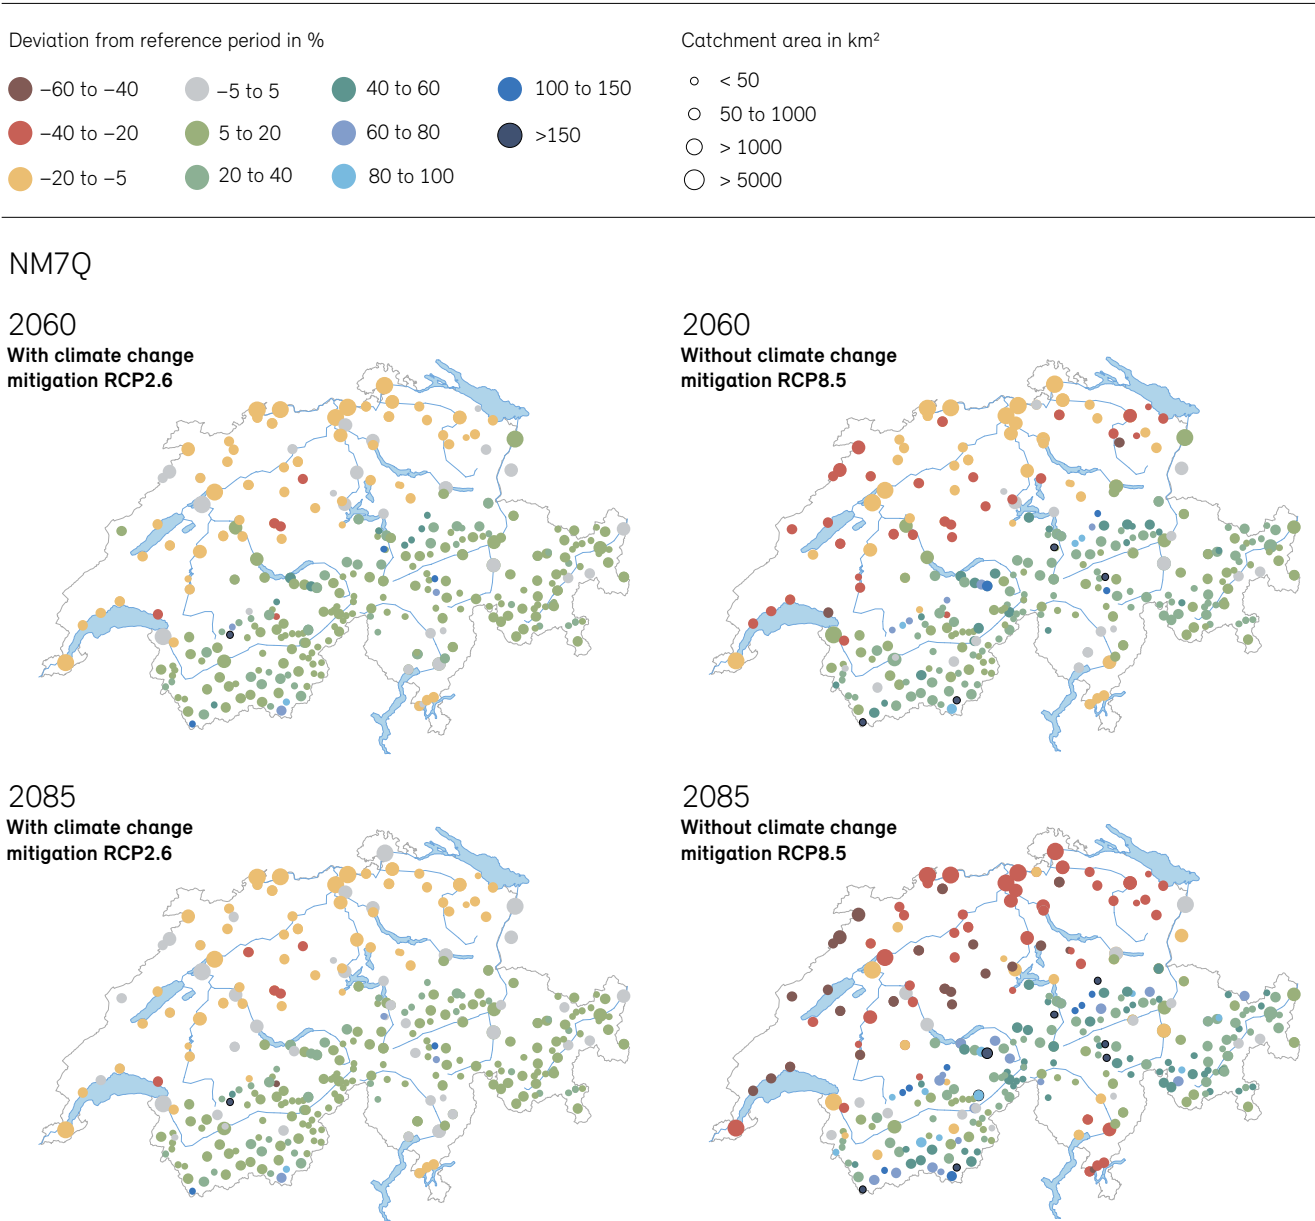 Deviation from reference period in %
Catchment area in km²
−60 to −40
−40 to −20
−20 to −5
−5 to 5
5 to 20
20 to 40
40 to 60
60 to 80
80 to 100
100 to 150
>150
< 50
50 to 1000
> 1000
> 5000
NM7Q
2060
With climate change
mitigation RCP2.6
2060
Without climate change
mitigation RCP8.5
2085
With climate change
mitigation RCP2.6
2085
Without climate change
mitigation RCP8.5